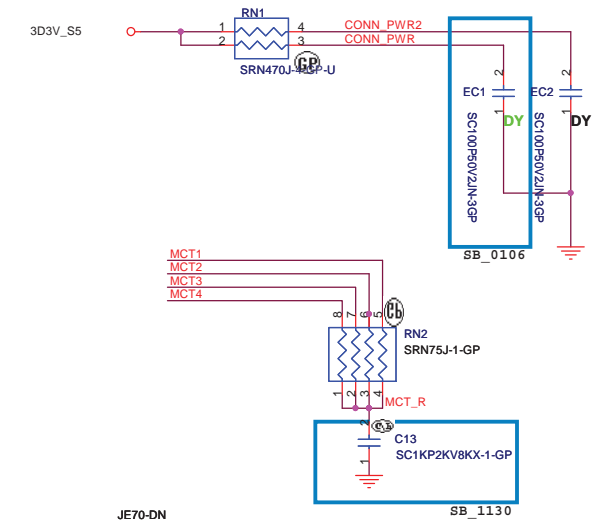 RN1
3D3V_S5
1 4 CONN_PWR2
2 3 CONN_PWR
GP
SRN470J-4-GP-U
2 2
EC1 EC2
1 1
DY DY
SC100P50V2JN-3GP SC100P50V2JN-3GP
SB_0106
MCT1
MCT2
MCT3
MCT4
8 7 6 5
RN2
SRN75J-1-GP
1 2 3 4
MCT_R
2
C13
SC1KP2KV8KX-1-GP
1
SB_1130
JE70-DN